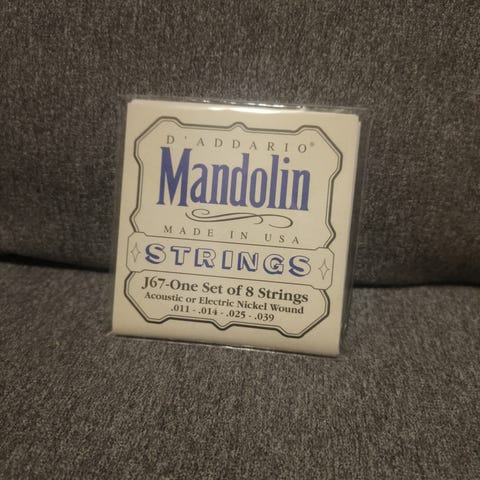 D'ADDARIO®
Mandolin
MADE IN USA
STRINGS
J67-One Set of 8 Strings
Acoustic or Electric Nickel Wound
.011 - .014 - .025 - .039